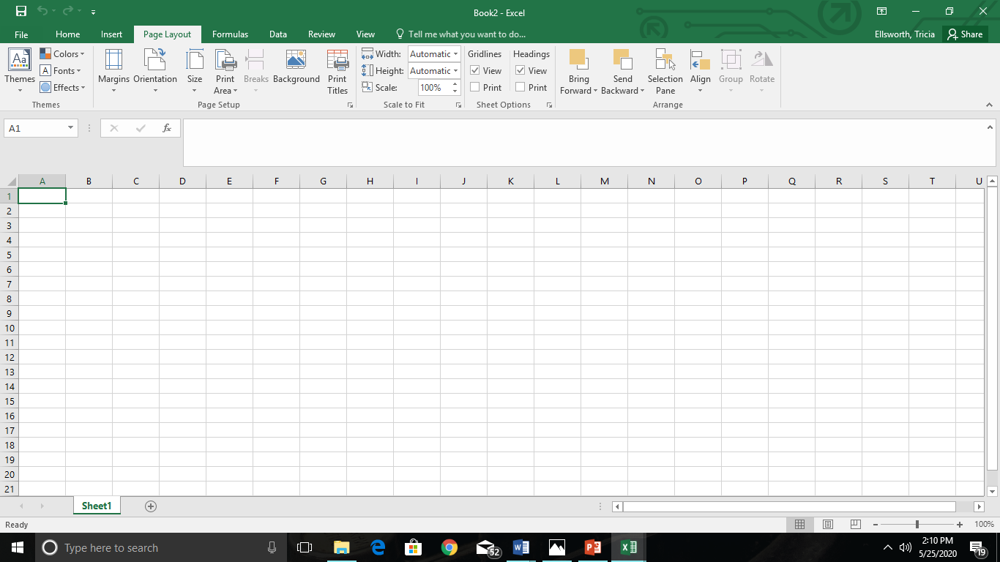 Book2 - Excel
File Home Insert Page Layout Formulas Data Review View Tell me what you want to do... Ellsworth, Tricia Share
Aa Colors Width: Automatic Gridlines Headings
A Fonts Height: Automatic View View
Themes Effects Margins Orientation Size Print Area Breaks Background Print Titles Scale: 100% Print Print Bring Forward Send Backward Selection Pane Align Group Rotate
Themes Page Setup Scale to Fit Sheet Options Arrange
A1 fx
A B C D E F G H I J K L M N O P Q R S T U
1
2
3
4
5
6
7
8
9
10
11
12
13
14
15
16
17
18
19
20
21
Sheet1
Ready 100%
Type here to search 52 2:10 PM
5/25/2020 19